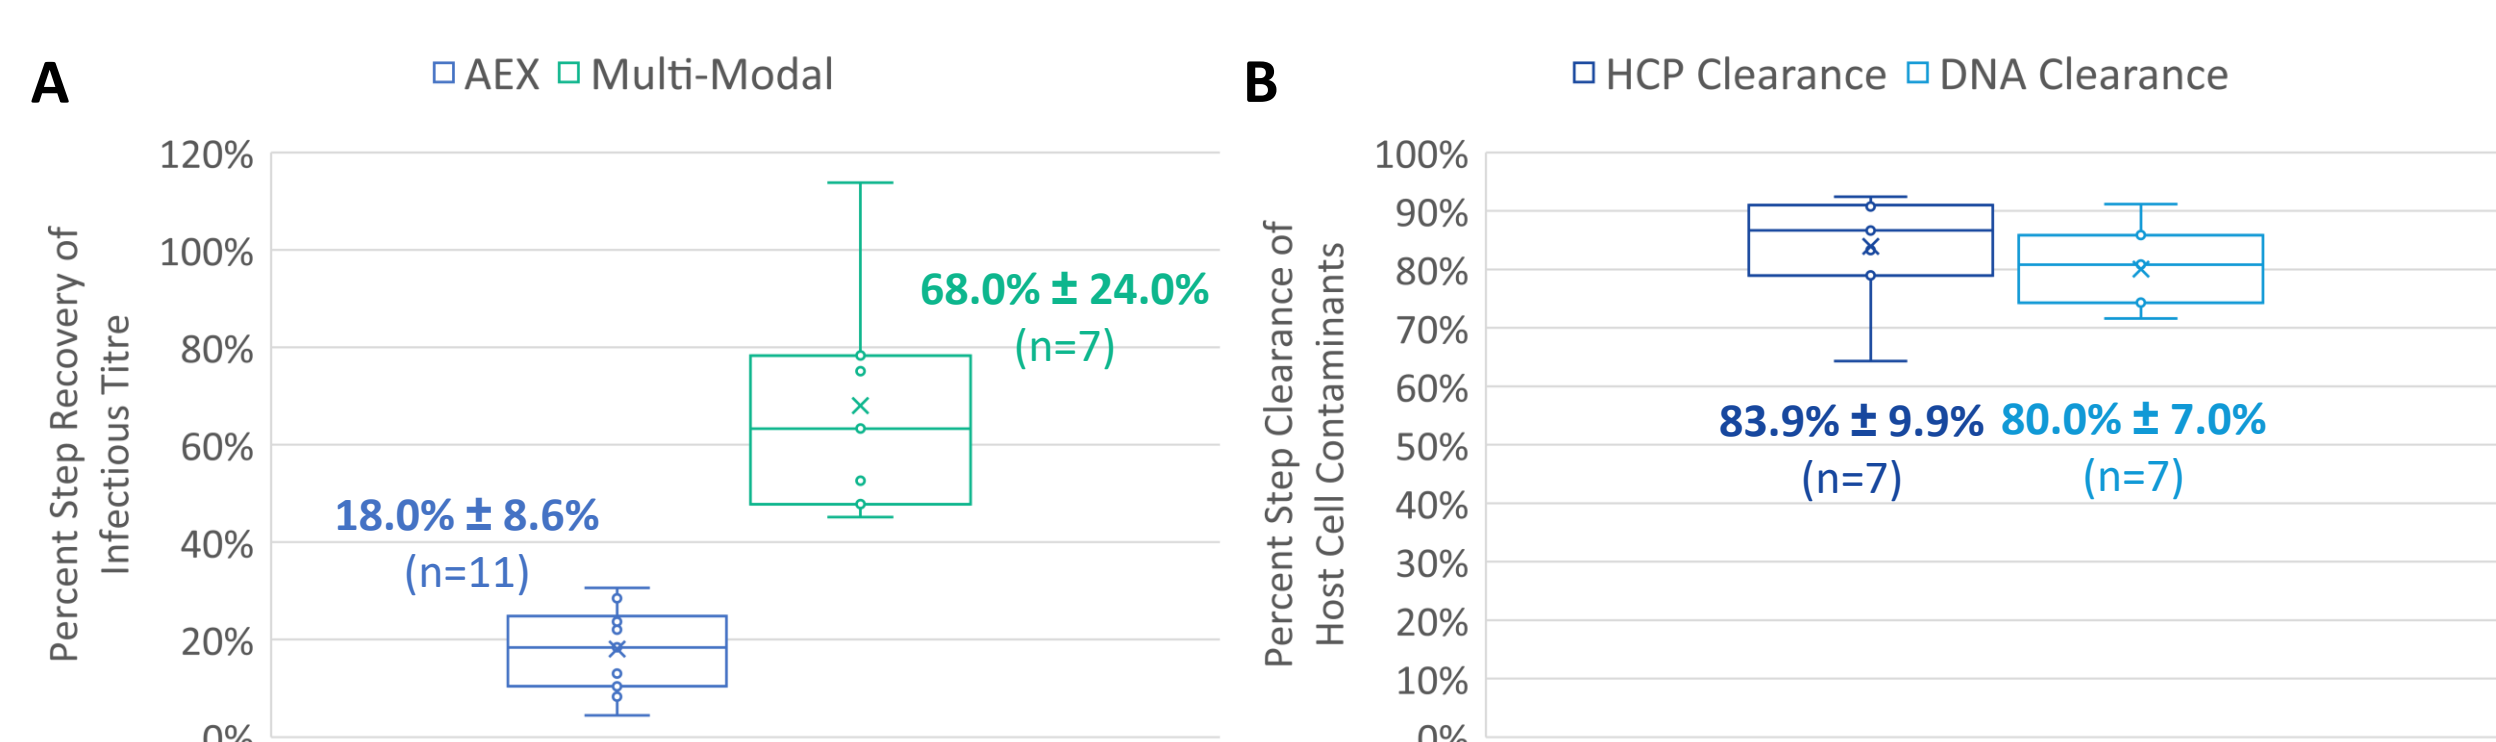 A
AEX Multi-Modal
120%
100%
80%
60%
40%
20%
0%
Percent Step Recovery of
Infectious Titre
68.0% ± 24.0%
(n=7)
18.0% ± 8.6%
(n=11)
B
HCP Clearance DNA Clearance
100%
90%
80%
70%
60%
50%
40%
30%
20%
10%
0%
Percent Step Clearance of
Host Cell Contaminants
83.9% ± 9.9% 80.0% ± 7.0%
(n=7) (n=7)